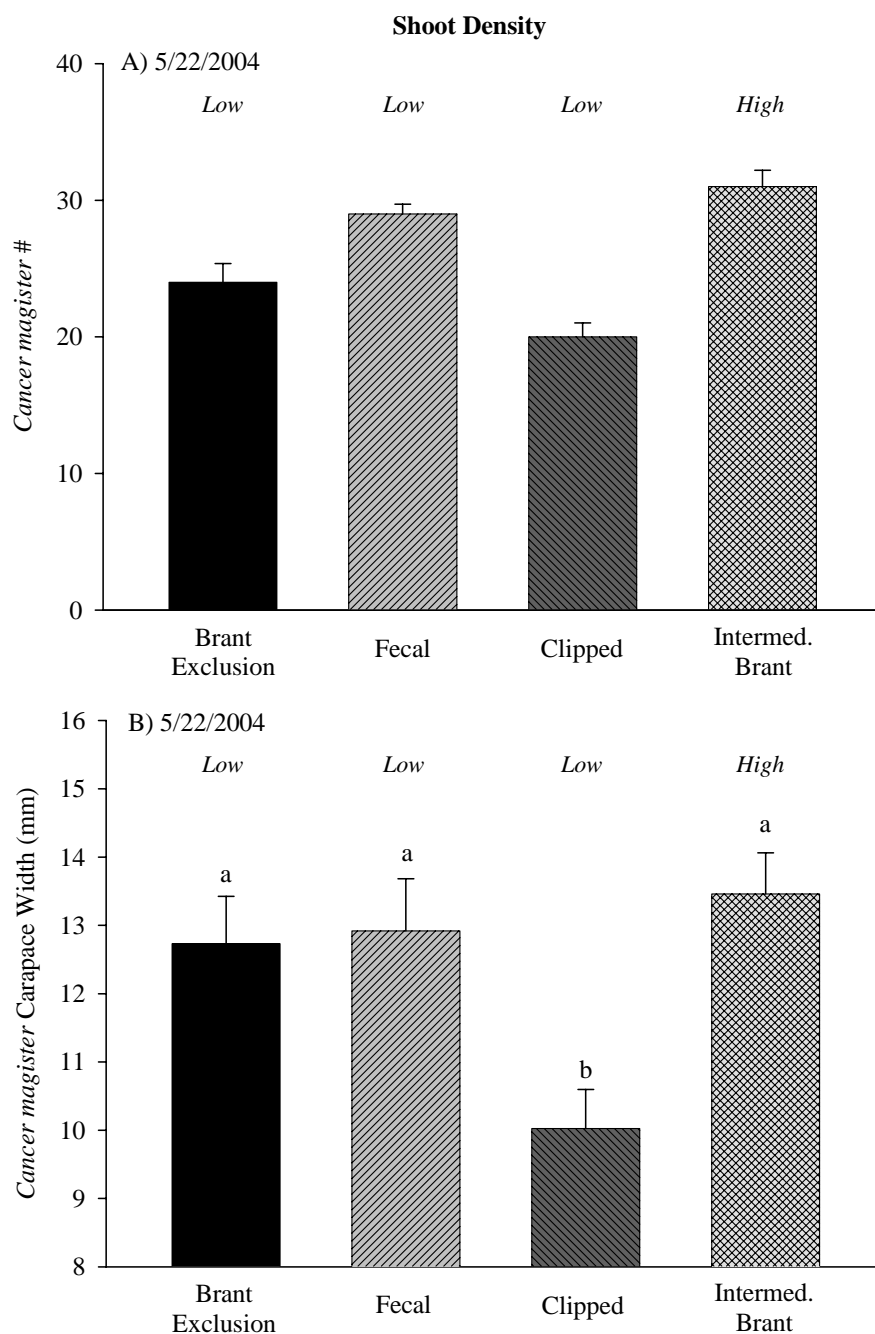 Shoot Density
A) 5/22/2004
Low Low Low High
40
30
20
10
0
Cancer magister #
Brant Exclusion
Fecal
Clipped
Intermed. Brant
B) 5/22/2004
Low Low Low High
16
15
14
13
12
11
10
9
8
Cancer magister Carapace Width (mm)
a
a
b
a
Brant Exclusion
Fecal
Clipped
Intermed. Brant